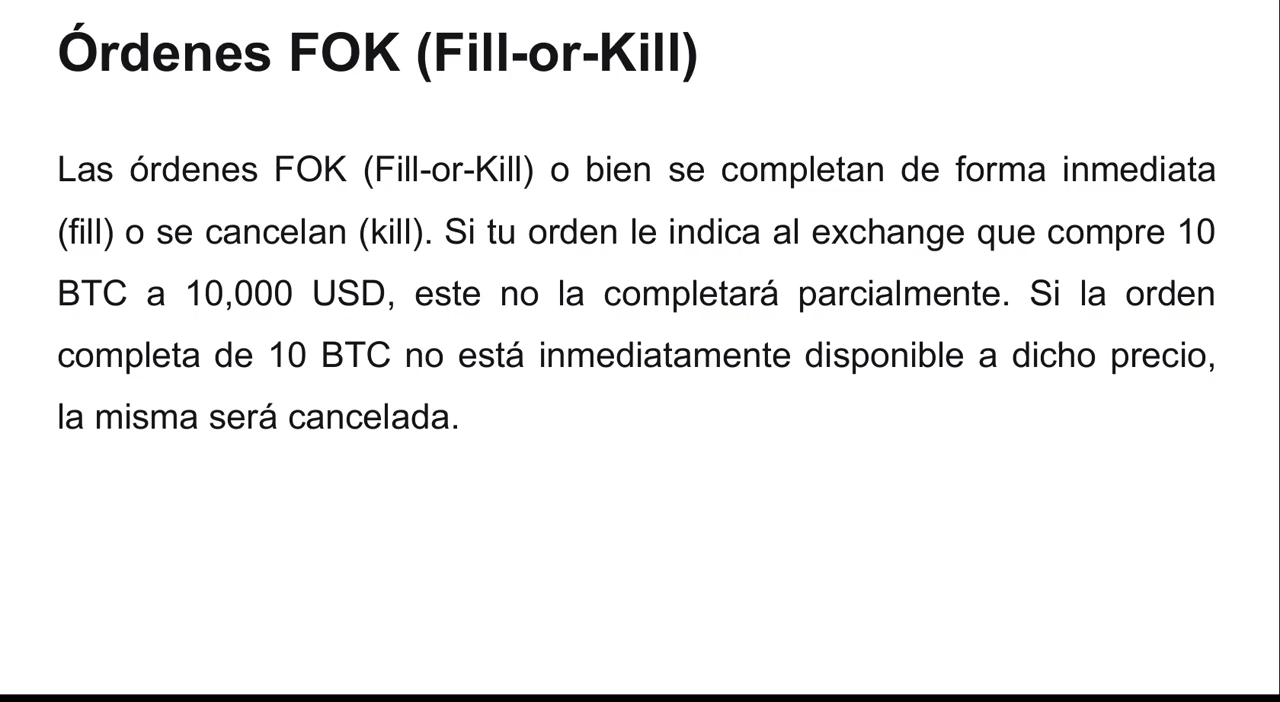 Órdenes FOK (Fill-or-Kill)
Las órdenes FOK (Fill-or-Kill) o bien se completan de forma inmediata
(fill) o se cancelan (kill). Si tu orden le indica al exchange que compre 10
BTC a 10,000 USD, este no la completará parcialmente. Si la orden
completa de 10 BTC no está inmediatamente disponible a dicho precio,
la misma será cancelada.